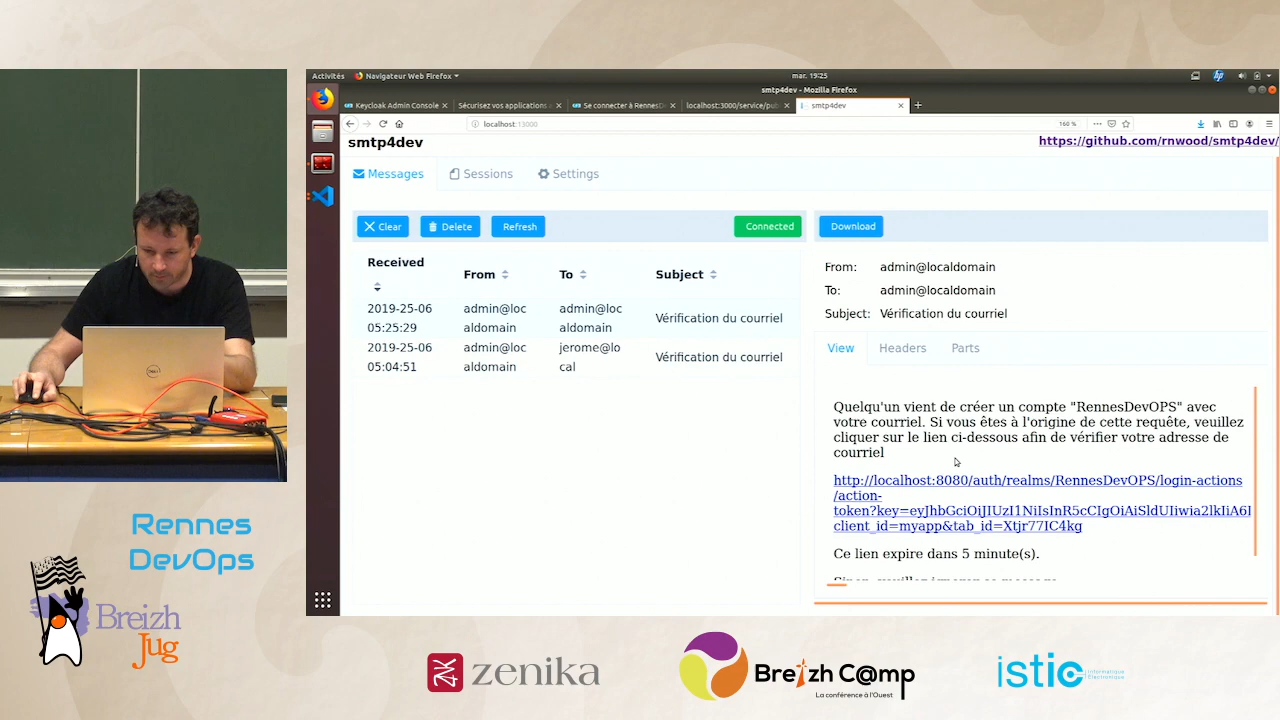 Activités
Navigateur Web Firefox
mar. 19:25
smtp4dev - Mozilla Firefox
Keycloak Admin Console
Sécurisez vos applications
Se connecter à RennesD
localhost:3000/service/pub
smtp4dev
localhost:13000
160 %
smtp4dev
https://github.com/rnwood/smtp4dev/
Messages
Sessions
Settings
Clear
Delete
Refresh
Connected
Download
Received
From
To
Subject
2019-25-06
05:25:29
admin@loc
aldomain
admin@loc
aldomain
Vérification du courriel
2019-25-06
05:04:51
admin@loc
aldomain
jerome@lo
cal
Vérification du courriel
From: admin@localdomain
To: admin@localdomain
Subject: Vérification du courriel
View
Headers
Parts
Quelqu'un vient de créer un compte "RennesDevOPS" avec
votre courriel. Si vous êtes à l'origine de cette requête, veuillez
cliquer sur le lien ci-dessous afin de vérifier votre adresse de
courriel
http://localhost:8080/auth/realms/RennesDevOPS/login-actions
/action-
client_id=myapp&tab_id=Xtjr77IC4kg
Ce lien expire dans 5 minute(s).
DELL
Rennes
DevOps
Breizh
Jug
zenika
Breizh C@mp
La conférence à l'Ouest
istic
Informatique
Électronique